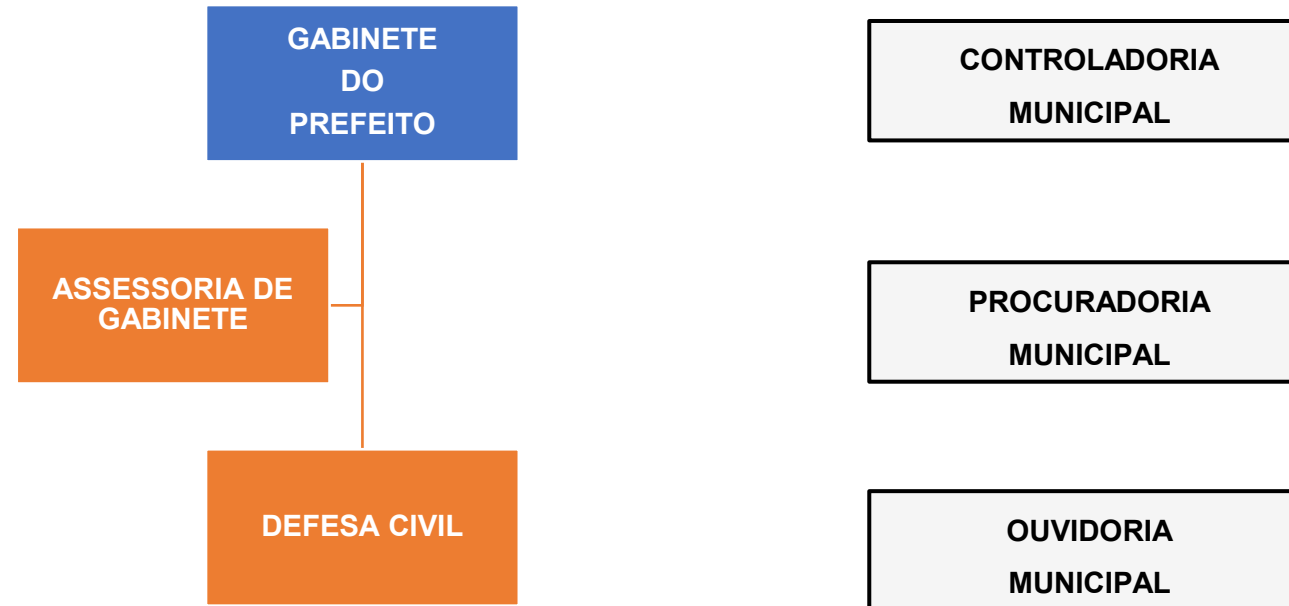 GABINETE
DO
PREFEITO
ASSESSORIA DE
GABINETE
DEFESA CIVIL
CONTROLADORIA
MUNICIPAL
PROCURADORIA
MUNICIPAL
OUVIDORIA
MUNICIPAL